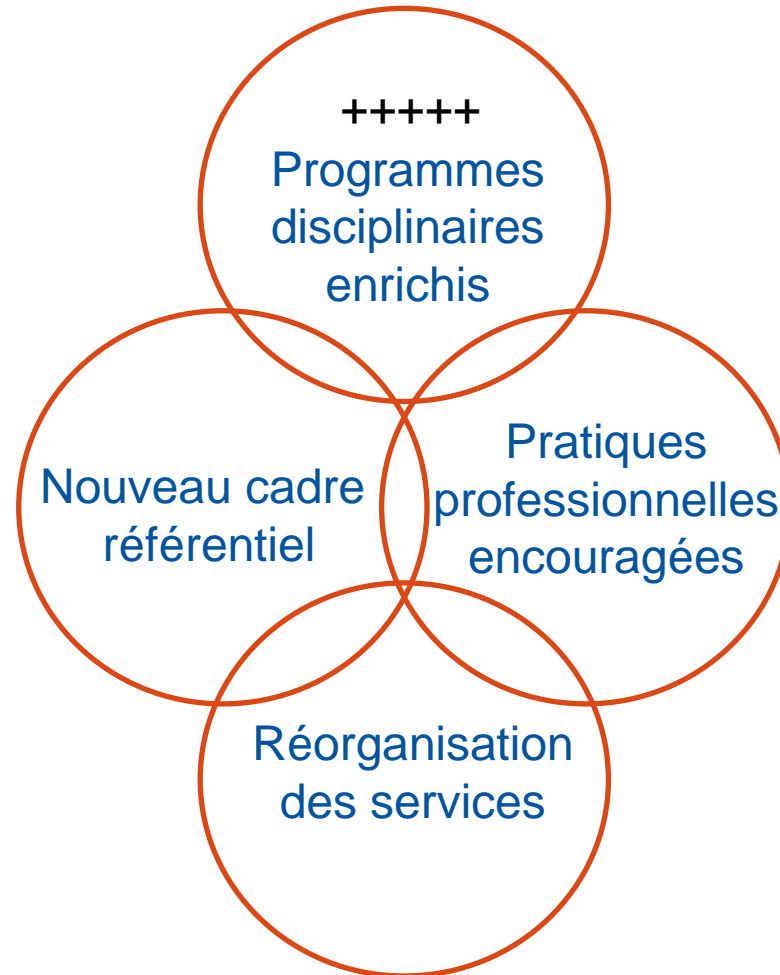 +++++
Programmes
disciplinaires
enrichis
Nouveau cadre
référentiel
Pratiques
professionnelles
encouragées
Réorganisation
des services